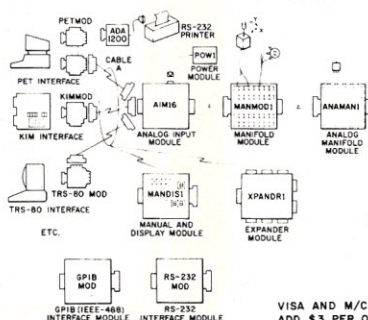 PETMOD
ADA
1200
RS-232
PRINTER
POW1
POWER
MODULE
CABLE
A
PET INTERFACE
KIMMOD
KIM INTERFACE
AIM16
ANALOG INPUT
MODULE
MANMOD1
MANIFOLD
MODULE
ANAMAN1
ANALOG
MANIFOLD
MODULE
TRS-80 MOD
TRS-80 INTERFACE
ETC.
MANDIS1
MANUAL AND
DISPLAY MODULE
XPANDR1
EXPANDER
MODULE
GPIB
MOD
GPIB (IEEE-488)
INTERFACE MODULE
RS-232
MOD
RS-232
INTERFACE MODULE
VISA AND M/C
ADD $3 PER O